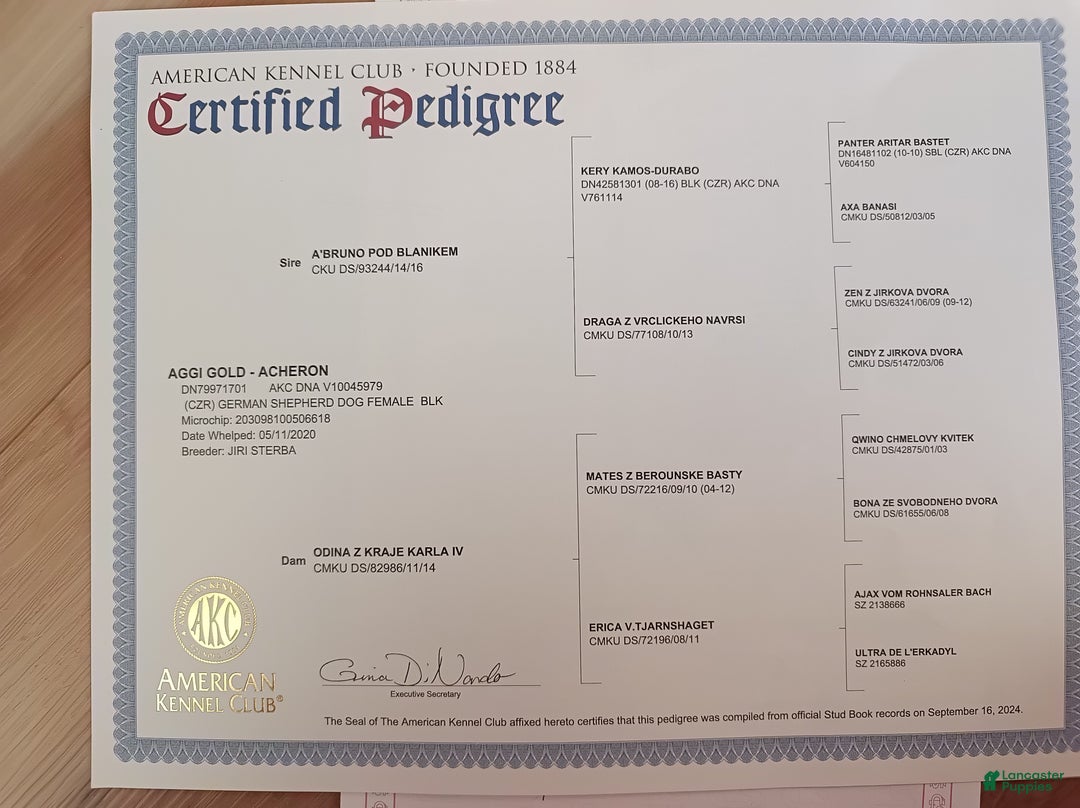 AMERICAN KENNEL CLUB · FOUNDED 1884
Certified Pedigree
PANTER ARITAR BASTET
DN16481102 (10-10) SBL (CZR) AKC DNA
V604150
KERY KAMOS-DURABO
DN42581301 (08-16) BLK (CZR) AKC DNA
V761114
AXA BANASI
CMKU DS/50812/03/05
Sire
A'BRUNO POD BLANIKEM
CKU DS/93244/14/16
ZEN Z JIRKOVA DVORA
CMKU DS/63241/06/09 (09-12)
DRAGA Z VRCLICKEHO NAVRSI
CMKU DS/77108/10/13
CINDY Z JIRKOVA DVORA
CMKU DS/51472/03/06
AGGI GOLD - ACHERON
DN79971701 AKC DNA V10045979
(CZR) GERMAN SHEPHERD DOG FEMALE BLK
Microchip: 203098100506618
Date Whelped: 05/11/2020
Breeder: JIRI STERBA
QWINO CHMELOVY KVITEK
CMKU DS/42875/01/03
MATES Z BEROUNSKE BASTY
CMKU DS/72216/09/10 (04-12)
BONA ZE SVOBODNEHO DVORA
CMKU DS/61655/06/08
Dam
ODINA Z KRAJE KARLA IV
CMKU DS/82986/11/14
AJAX VOM ROHNSALER BACH
SZ 2138666
ERICA V.TJARNSHAGET
CMKU DS/72196/08/11
ULTRA DE L'ERKADYL
SZ 2165886
AMERICAN KENNEL CLUB
AKC
FOUNDED 1884
AMERICAN
KENNEL CLUB®
Gina DiNardo
Executive Secretary
The Seal of The American Kennel Club affixed hereto certifies that this pedigree was compiled from official Stud Book records on September 16, 2024.
Lancaster
Puppies